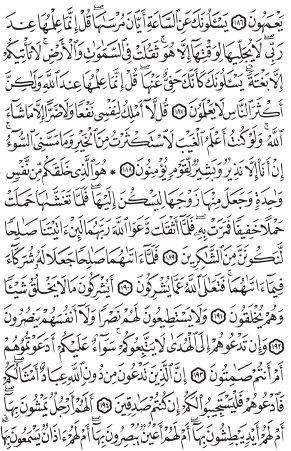 يَعْمَهُونَ ١٨٦ يَسْـَٔلُونَكَ عَنِ ٱلسَّاعَةِ أَيَّانَ مُرْسَىٰهَا ۖ قُلْ إِنَّمَا عِلْمُهَا عِندَ
رَبِّى ۖ لَا يُجَلِّيهَا لِوَقْتِهَآ إِلَّا هُوَ ۚ ثَقُلَتْ فِى ٱلسَّمَٰوَٰتِ وَٱلْأَرْضِ ۚ لَا تَأْتِيكُمْ
إِلَّا بَغْتَةً ۗ يَسْـَٔلُونَكَ كَأَنَّكَ حَفِىٌّ عَنْهَا ۖ قُلْ إِنَّمَا عِلْمُهَا عِندَ ٱللَّهِ وَلَٰكِنَّ
أَكْثَرَ ٱلنَّاسِ لَا يَعْلَمُونَ ١٨٧ قُل لَّآ أَمْلِكُ لِنَفْسِى نَفْعًا وَلَا ضَرًّا إِلَّا مَا شَآءَ
ٱللَّهُ ۚ وَلَوْ كُنتُ أَعْلَمُ ٱلْغَيْبَ لَٱسْتَكْثَرْتُ مِنَ ٱلْخَيْرِ وَمَا مَسَّنِىَ ٱلسُّوٓءُ ۚ
إِنْ أَنَا۠ إِلَّا نَذِيرٌ وَبَشِيرٌ لِّقَوْمٍ يُؤْمِنُونَ ١٨٨ * هُوَ ٱلَّذِى خَلَقَكُم مِّن نَّفْسٍ
وَٰحِدَةٍ وَجَعَلَ مِنْهَا زَوْجَهَا لِيَسْكُنَ إِلَيْهَا ۖ فَلَمَّا تَغَشَّىٰهَا حَمَلَتْ
حَمْلًا خَفِيفًا فَمَرَّتْ بِهِۦ ۖ فَلَمَّآ أَثْقَلَت دَّعَوَا ٱللَّهَ رَبَّهُمَا لَئِنْ ءَاتَيْتَنَا صَٰلِحًا
لَّنَكُونَنَّ مِنَ ٱلشَّٰكِرِينَ ١٨٩ فَلَمَّآ ءَاتَىٰهُمَا صَٰلِحًا جَعَلَا لَهُۥ شُرَكَآءَ
فِيمَآ ءَاتَىٰهُمَا ۚ فَتَعَٰلَى ٱللَّهُ عَمَّا يُشْرِكُونَ ١٩٠ أَيُشْرِكُونَ مَا لَا يَخْلُقُ شَيْـًٔا
وَهُمْ يُخْلَقُونَ ١٩١ وَلَا يَسْتَطِيعُونَ لَهُمْ نَصْرًا وَلَآ أَنفُسَهُمْ يَنصُرُونَ
١٩٢ وَإِن تَدْعُوهُمْ إِلَى ٱلْهُدَىٰ لَا يَتَّبِعُوكُمْ ۚ سَوَآءٌ عَلَيْكُمْ أَدَعَوْتُمُوهُمْ
أَمْ أَنتُمْ صَٰمِتُونَ ١٩٣ إِنَّ ٱلَّذِينَ تَدْعُونَ مِن دُونِ ٱللَّهِ عِبَادٌ أَمْثَالُكُمْ ۖ
فَٱدْعُوهُمْ فَلْيَسْتَجِيبُوا۟ لَكُمْ إِن كُنتُمْ صَٰدِقِينَ ١٩٤ أَلَهُمْ أَرْجُلٌ يَمْشُونَ بِهَآ ۖ
أَمْ لَهُمْ أَيْدٍ يَبْطِشُونَ بِهَآ ۖ أَمْ لَهُمْ أَعْيُنٌ يُبْصِرُونَ بِهَآ ۖ أَمْ لَهُمْ ءَاذَانٌ يَسْمَعُونَ بِهَا